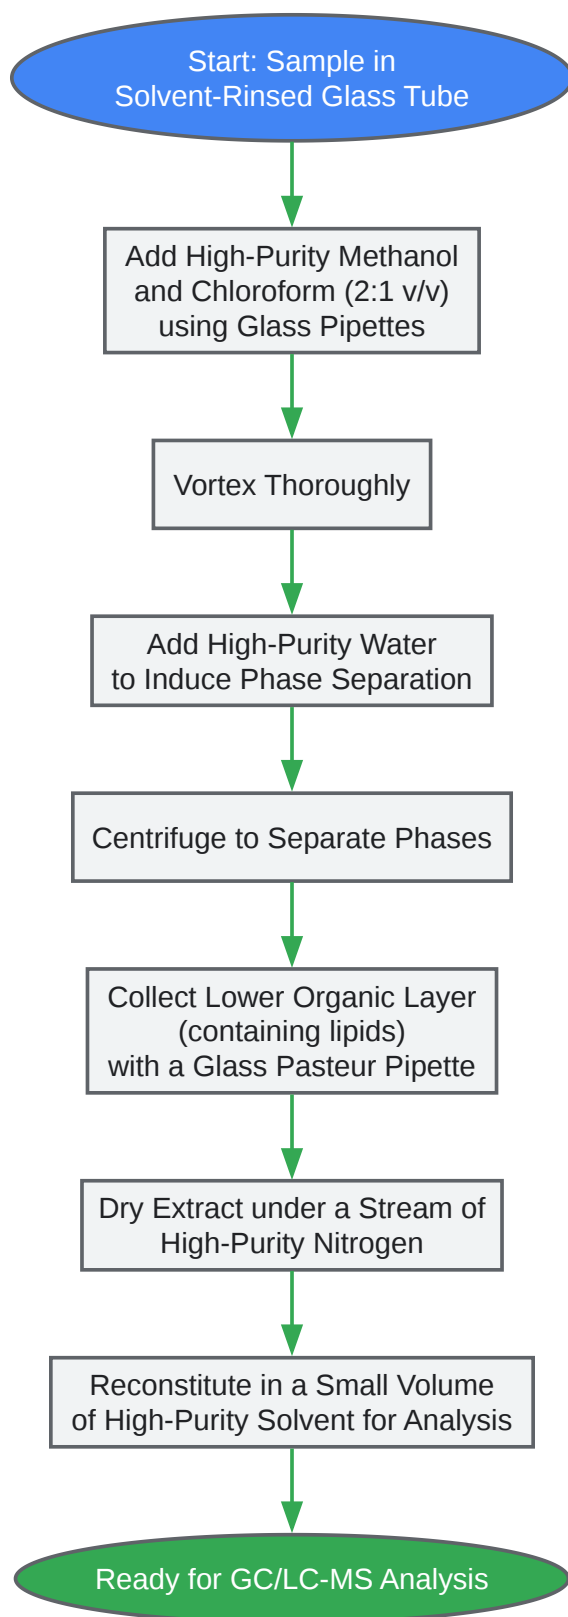 Start: Sample in
Solvent-Rinsed Glass Tube
Add High-Purity Methanol
and Chloroform (2:1 v/v)
using Glass Pipettes
Vortex Thoroughly
Add High-Purity Water
to Induce Phase Separation
Centrifuge to Separate Phases
Collect Lower Organic Layer
(containing lipids)
with a Glass Pasteur Pipette
Dry Extract under a Stream of
High-Purity Nitrogen
Reconstitute in a Small Volume
of High-Purity Solvent for Analysis
Ready for GC/LC-MS Analysis